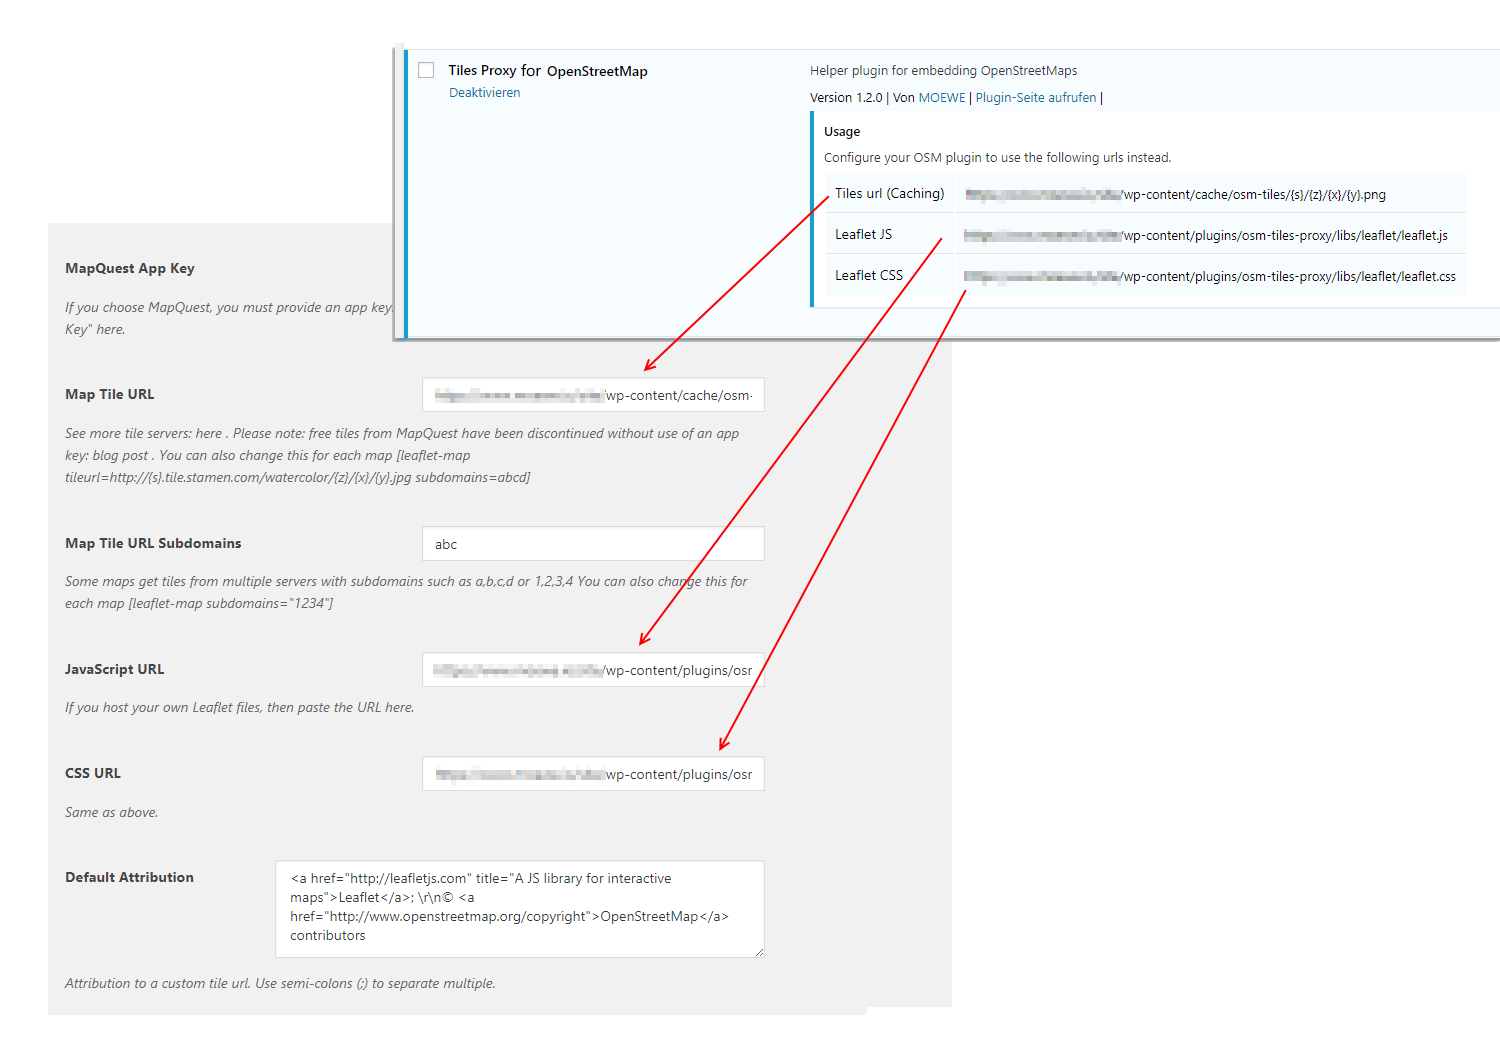 Tiles Proxy for OpenStreetMap
Deaktivieren
Helper plugin for embedding OpenStreetMaps
Version 1.2.0 | Von MOEWE | Plugin-Seite aufrufen |
Usage
Configure your OSM plugin to use the following urls instead.
Tiles url (Caching) /wp-content/cache/osm-tiles/{s}/{z}/{x}/{y}.png
Leaflet JS /wp-content/plugins/osm-tiles-proxy/libs/leaflet/leaflet.js
Leaflet CSS /wp-content/plugins/osm-tiles-proxy/libs/leaflet/leaflet.css
MapQuest App Key
If you choose MapQuest, you must provide an app key.
Key" here.
Map Tile URL /wp-content/cache/osm-
See more tile servers: here . Please note: free tiles from MapQuest have been discontinued without use of an app
key: blog post . You can also change this for each map [leaflet-map
tileurl=http://{s}.tile.stamen.com/watercolor/{z}/{x}/{y}.jpg subdomains=abcd]
Map Tile URL Subdomains abc
Some maps get tiles from multiple servers with subdomains such as a,b,c,d or 1,2,3,4 You can also change this for
each map [leaflet-map subdomains="1234"]
JavaScript URL /wp-content/plugins/osr
If you host your own Leaflet files, then paste the URL here.
CSS URL /wp-content/plugins/osr
Same as above.
Default Attribution
<a href="http://leafletjs.com" title="A JS library for interactive
maps">Leaflet</a>; \r\n© <a
href="http://www.openstreetmap.org/copyright">OpenStreetMap</a>
contributors
Attribution to a custom tile url. Use semi-colons (;) to separate multiple.